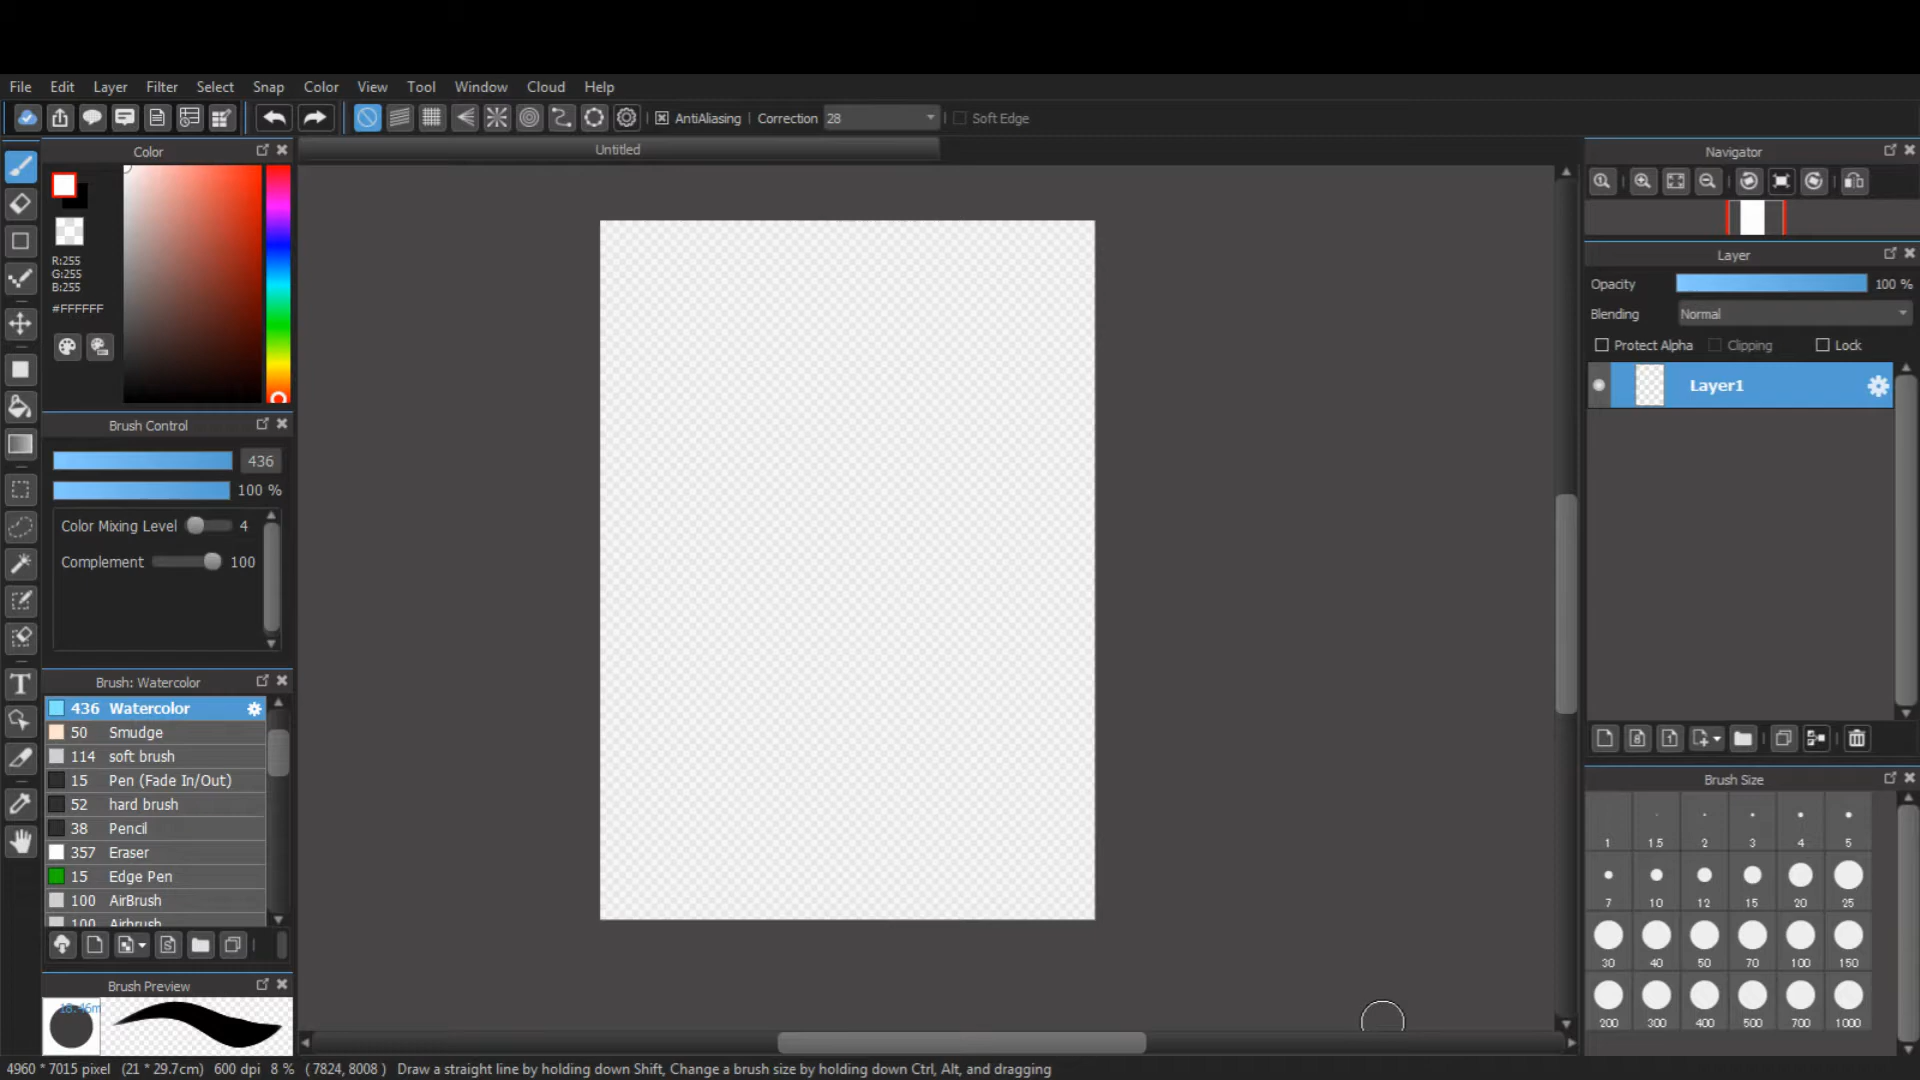 File Edit Layer Filter Select Snap Color View Tool Window Cloud Help
AntiAliasing Correction 28 Soft Edge
Color
Untitled
Navigator
R:255
G:255
B:255
#FFFFFF
Layer
Opacity 100 %
Blending Normal
Protect Alpha Clipping Lock
Layer1
Brush Control
436
100 %
Color Mixing Level 4
Complement 100
Brush: Watercolor
436 Watercolor
50 Smudge
114 soft brush
15 Pen (Fade In/Out)
52 hard brush
38 Pencil
357 Eraser
15 Edge Pen
100 AirBrush
100 Airbrush
Brush Preview
Brush Size
1 1.5 2 3 4 5
7 10 12 15 20 25
30 40 50 70 100 150
200 300 400 500 700 1000
4960 * 7015 pixel (21 * 29.7cm) 600 dpi 8 % ( 7824, 8008 ) Draw a straight line by holding down Shift, Change a brush size by holding down Ctrl, Alt, and dragging